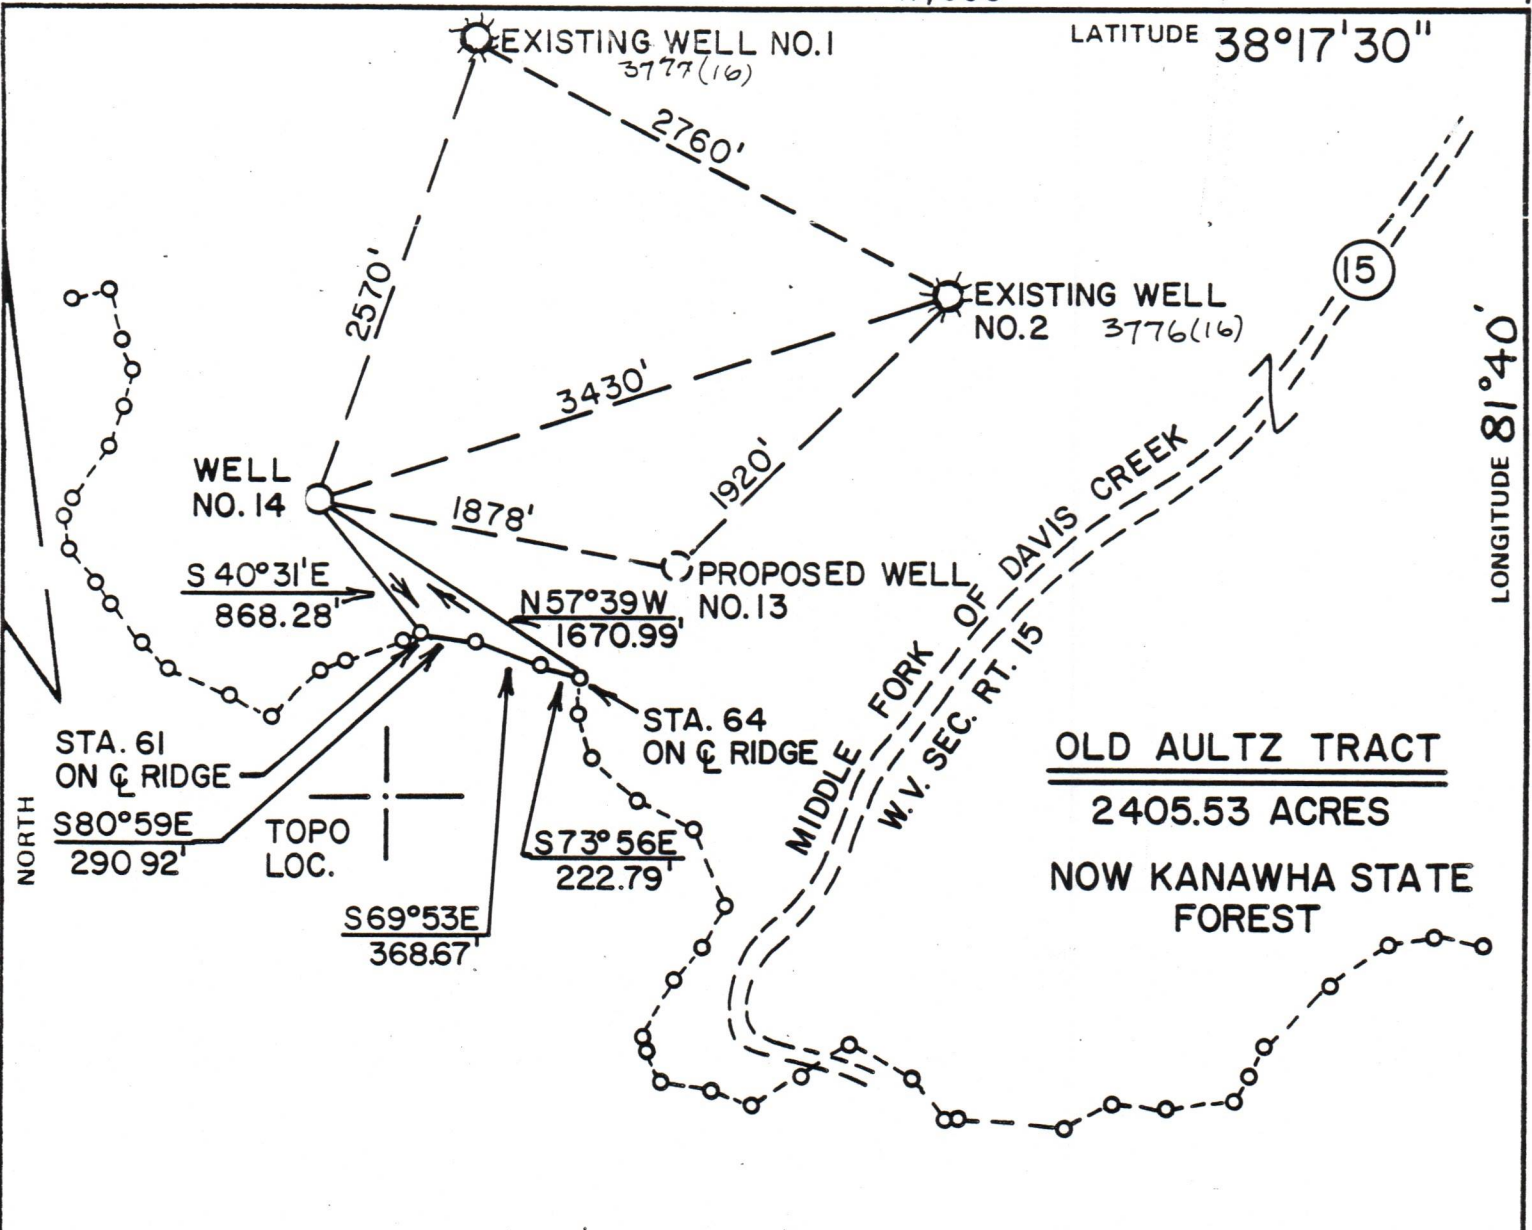 LATITUDE 38°17'30"
EXISTING WELL NO.1
3777(16)
2760'
2570'
15
EXISTING WELL
NO.2 3776(16)
3430'
LONGITUDE 81°40'
WELL
NO.14
1920'
1878'
MIDDLE FORK OF DAVIS CREEK
W.V. SEC. RT. 15
PROPOSED WELL
NO.13
S40°31'E
868.28'
N57°39W
1670.99'
STA. 61
ON ℄ RIDGE
STA. 64
ON ℄ RIDGE
OLD AULTZ TRACT
2405.53 ACRES
NORTH
S80°59E
290 92'
TOPO
LOC.
S73°56E
222.79'
S69°53E
368.67'
NOW KANAWHA STATE
FOREST